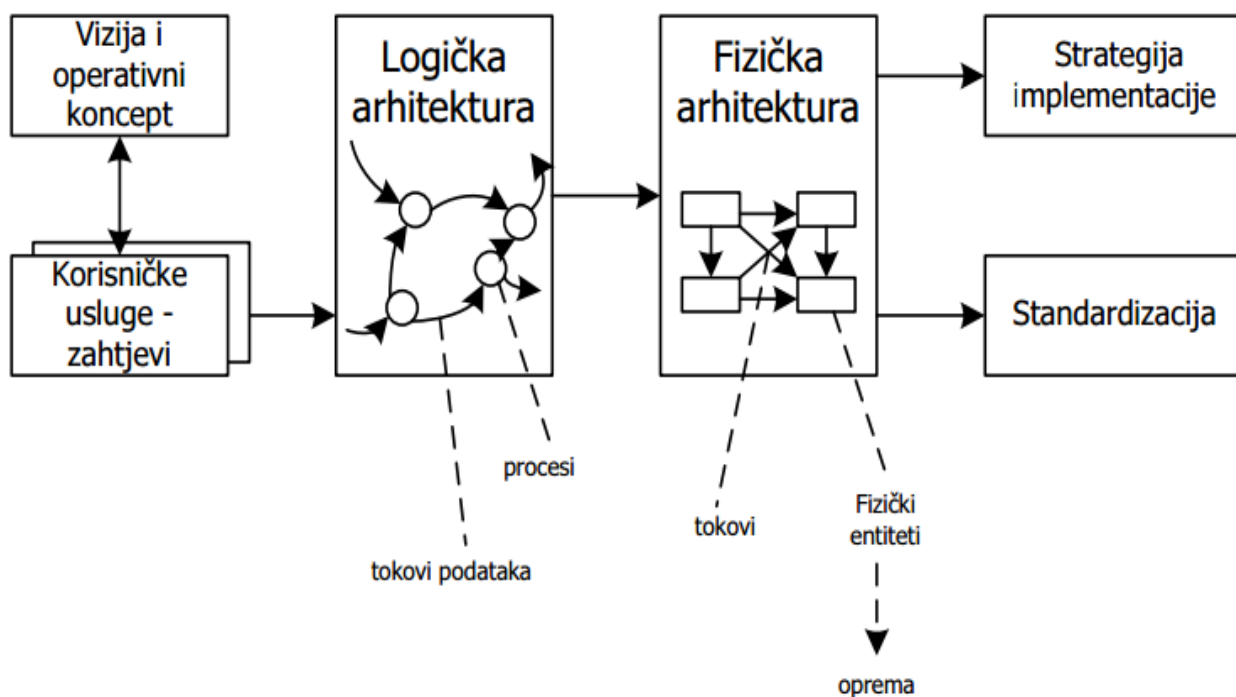 Vizija i
operativni
koncept
Korisničke
usluge -
zahtjevi
Logička
arhitektura
Fizička
arhitektura
Strategija
implementacije
Standardizacija
procesi
tokovi podataka
tokovi
Fizički
entiteti
oprema